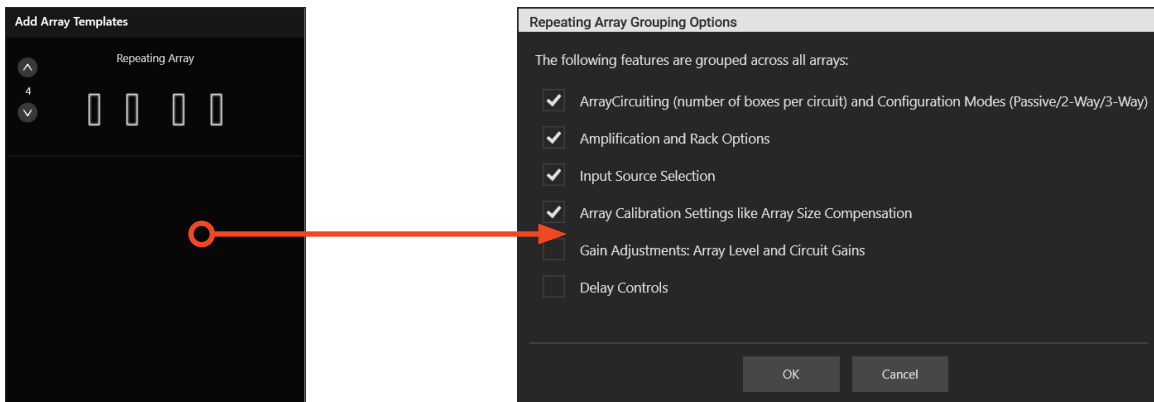 Add Array Templates
Repeating Array
4
Repeating Array Grouping Options
The following features are grouped across all arrays:
ArrayCircuiting (number of boxes per circuit) and Configuration Modes (Passive/2-Way/3-Way)
Amplification and Rack Options
Input Source Selection
Array Calibration Settings like Array Size Compensation
Gain Adjustments: Array Level and Circuit Gains
Delay Controls
OK
Cancel